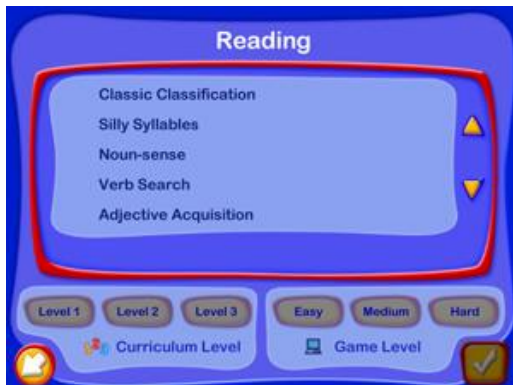 Reading
Classic Classification
Silly Syllables
Noun-sense
Verb Search
Adjective Acquisition
Level 1 Level 2 Level 3 Easy Medium Hard
Curriculum Level Game Level